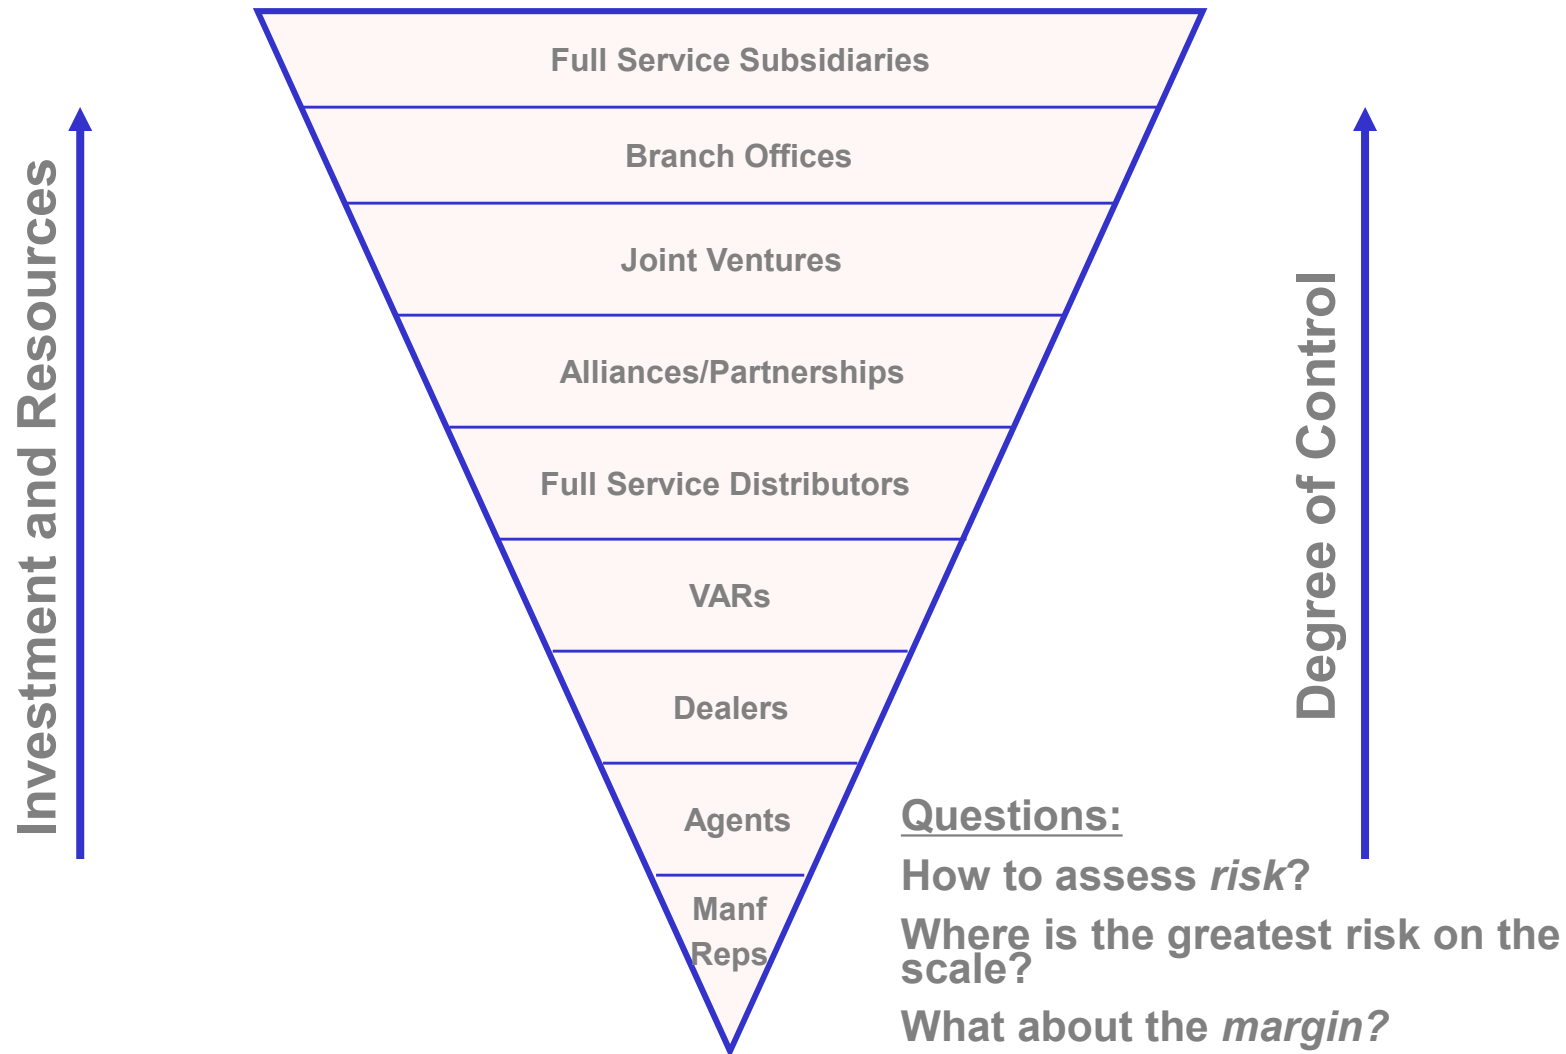 Full Service Subsidiaries
Branch Offices
Joint Ventures
Alliances/Partnerships
Full Service Distributors
VARs
Dealers
Agents
Manf
Reps
Investment and Resources
Degree of Control
Questions:
How to assess risk?
Where is the greatest risk on the
scale?
What about the margin?